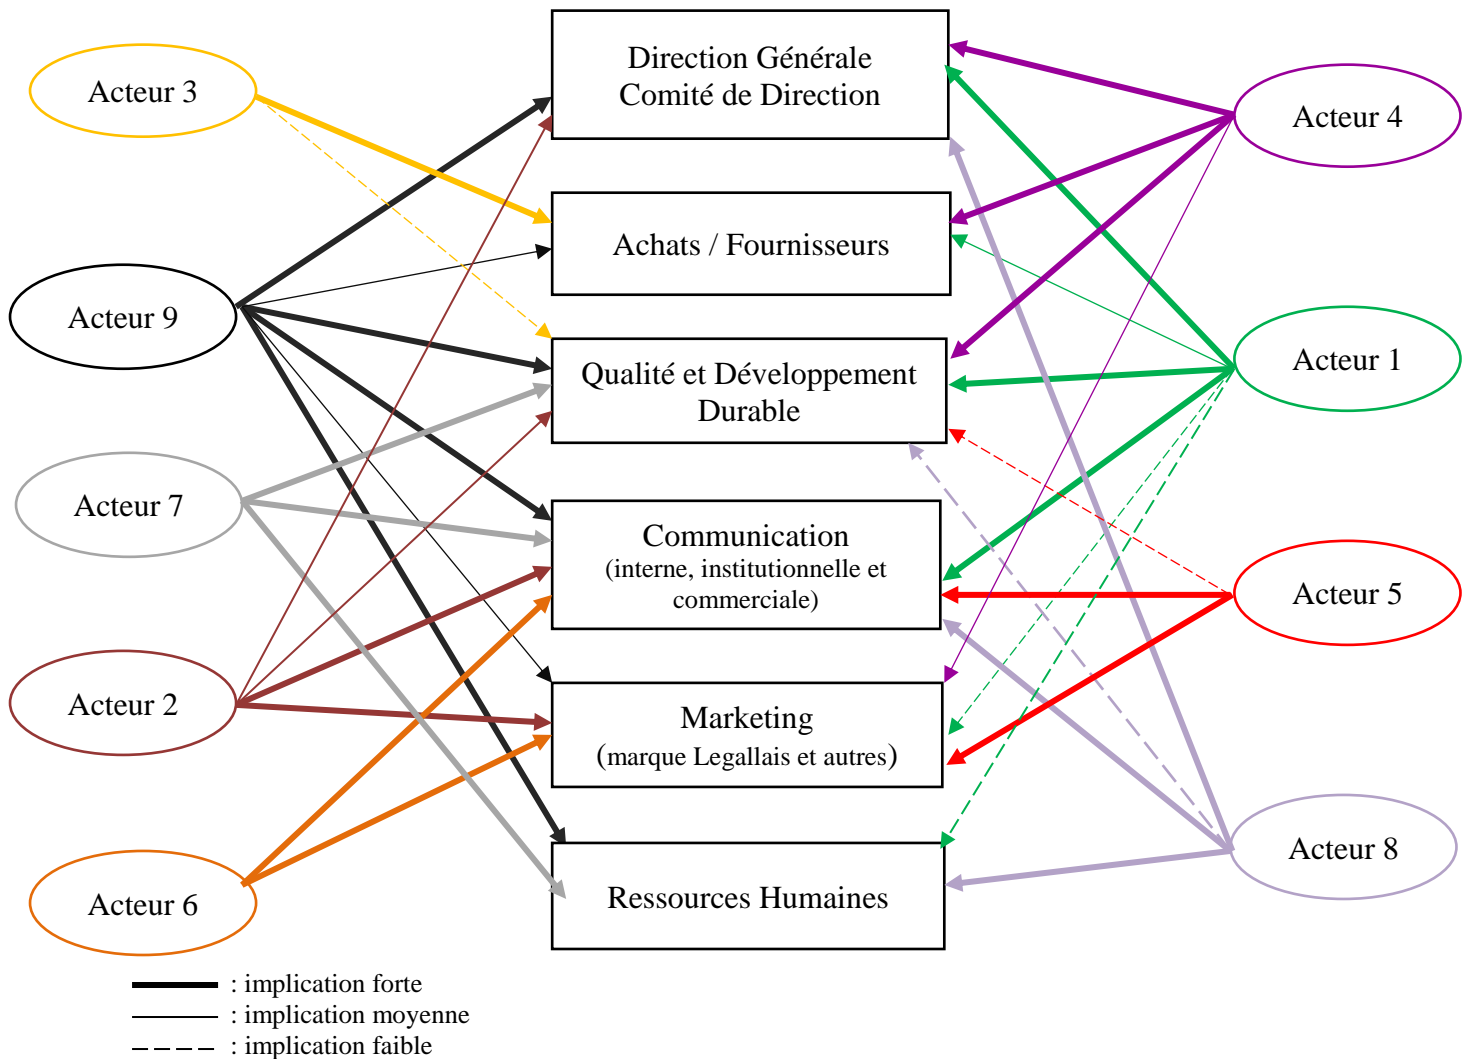 Direction Générale
Comité de Direction
Acteur 3
Acteur 4
Achats / Fournisseurs
Acteur 9
Acteur 1
Qualité et Développement
Durable
Acteur 7
Communication
(interne, institutionnelle et
commerciale)
Acteur 5
Acteur 2
Marketing
(marque Legallais et autres)
Acteur 8
Acteur 6
Ressources Humaines
: implication forte
: implication moyenne
: implication faible